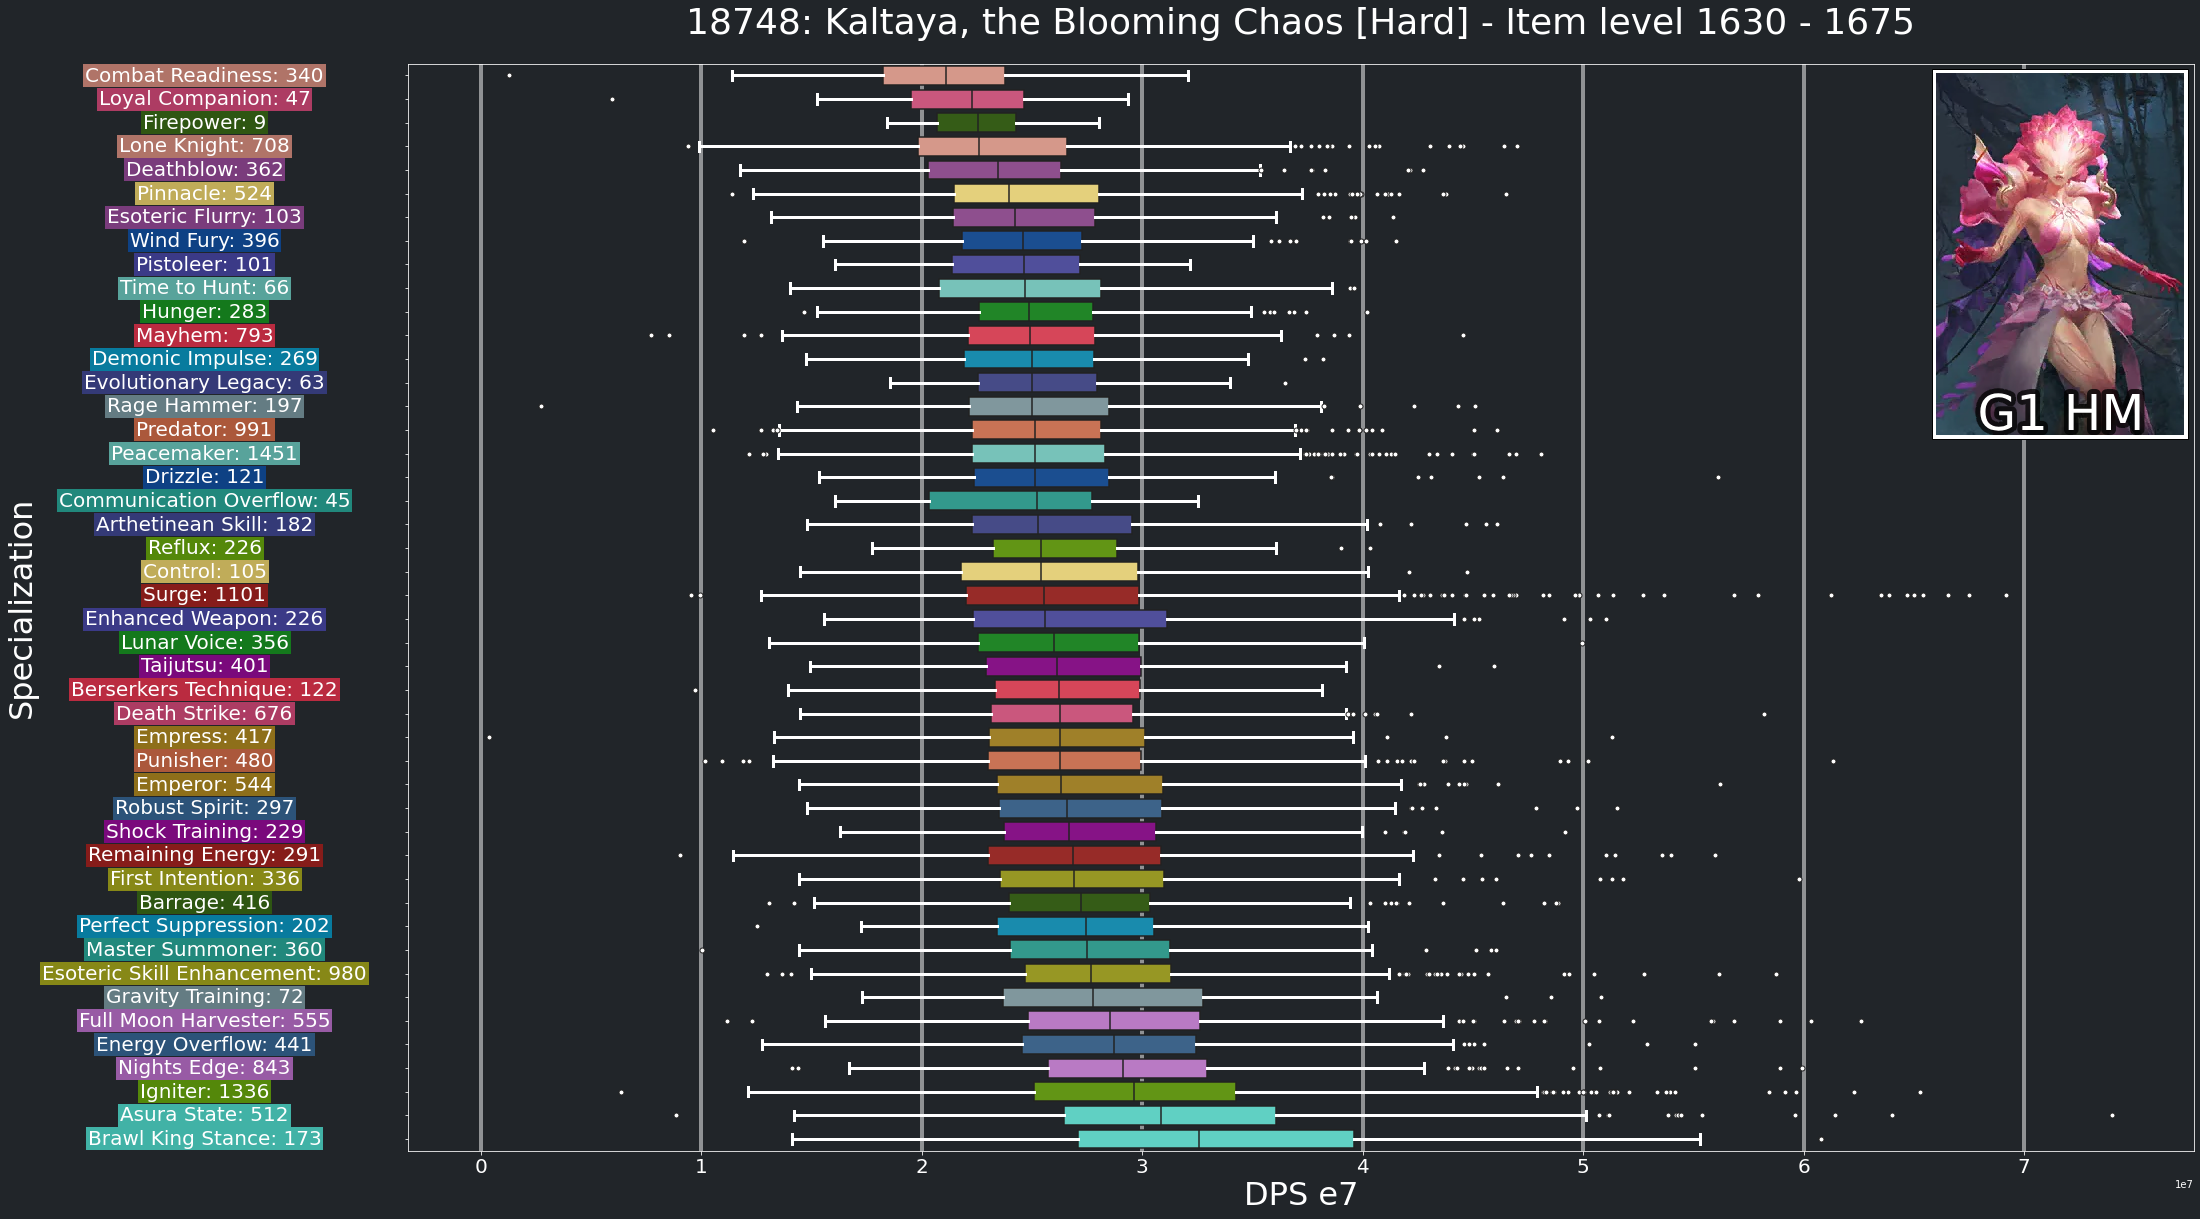 18748: Kaltaya, the Blooming Chaos [Hard] - Item level 1630 - 1675
Specialization
Combat Readiness: 340
Loyal Companion: 47
Firepower: 9
Lone Knight: 708
Deathblow: 362
Pinnacle: 524
Esoteric Flurry: 103
Wind Fury: 396
Pistoleer: 101
Time to Hunt: 66
Hunger: 283
Mayhem: 793
Demonic Impulse: 269
Evolutionary Legacy: 63
Rage Hammer: 197
Predator: 991
Peacemaker: 1451
Drizzle: 121
Communication Overflow: 45
Arthetinean Skill: 182
Reflux: 226
Control: 105
Surge: 1101
Enhanced Weapon: 226
Lunar Voice: 356
Taijutsu: 401
Berserkers Technique: 122
Death Strike: 676
Empress: 417
Punisher: 480
Emperor: 544
Robust Spirit: 297
Shock Training: 229
Remaining Energy: 291
First Intention: 336
Barrage: 416
Perfect Suppression: 202
Master Summoner: 360
Esoteric Skill Enhancement: 980
Gravity Training: 72
Full Moon Harvester: 555
Energy Overflow: 441
Nights Edge: 843
Igniter: 1336
Asura State: 512
Brawl King Stance: 173
G1 HM
0 1 2 3 4 5 6 7
DPS e7
1e7